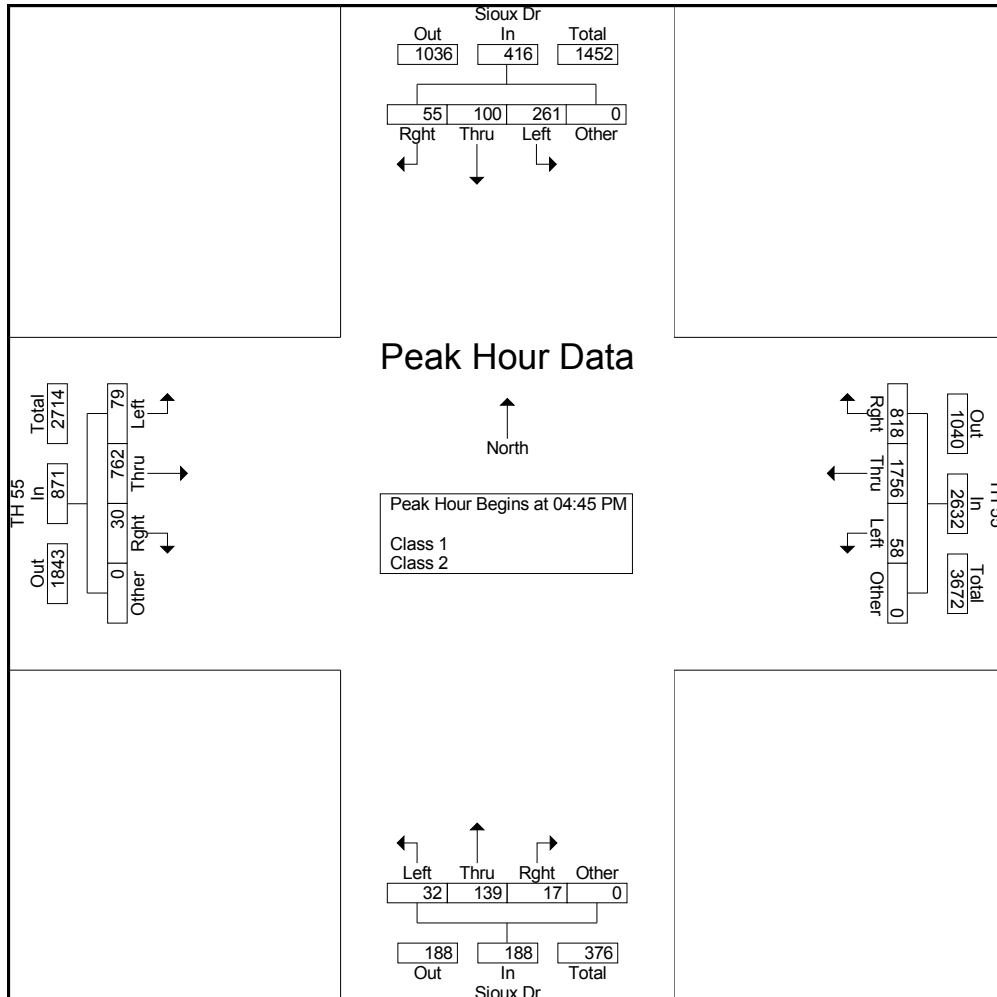 Sioux Dr
Out In Total
1036 416 1452
55 100 261 0
Rght Thru Left Other
Peak Hour Data
North
Peak Hour Begins at 04:45 PM
Class 1
Class 2
TH 55
Total In Out
2714 871 1843
79 762 30 0
Left Thru Rght Other
Out In Total
1040 2632 3672
818 1756 58 0
Rght Thru Left Other
Left Thru Rght Other
32 139 17 0
188 188 376
Out In Total
Sioux Dr